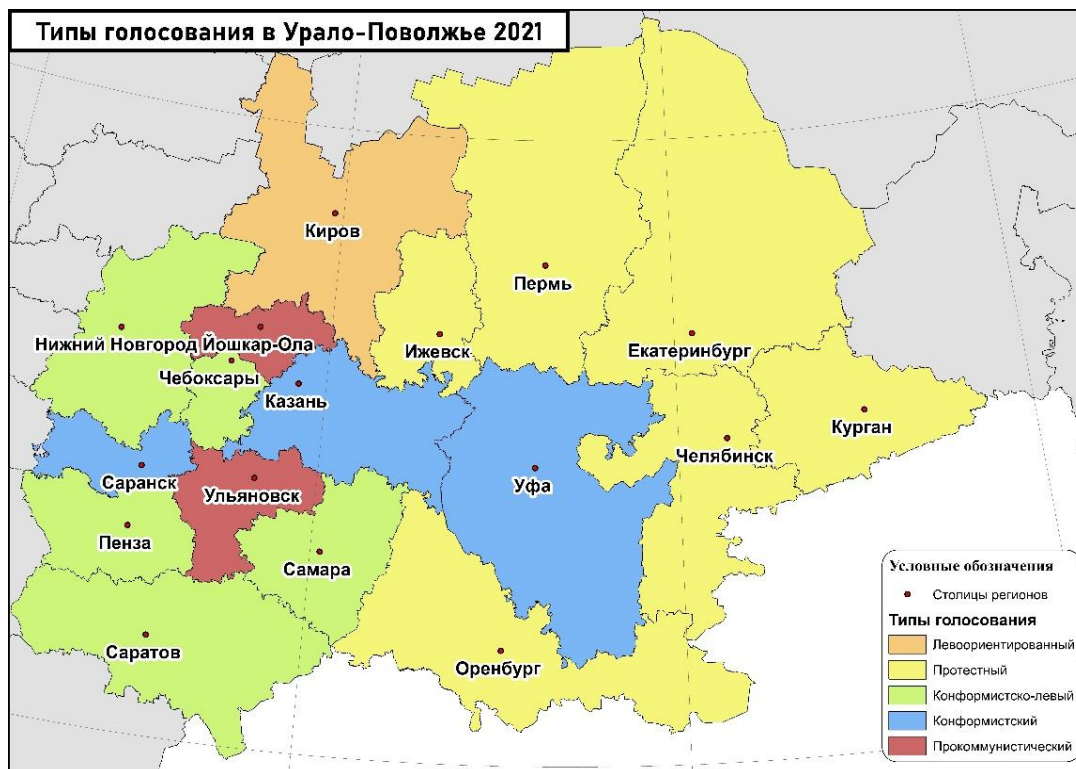 Типы голосования в Урало-Поволжье 2021
Киров
Пермь
Нижний Новгород
Йошкар-Ола
Ижевск
Екатеринбург
Чебоксары
Казань
Курган
Челябинск
Саранск
Ульяновск
Уфа
Пенза
Самара
Саратов
Оренбург
Условные обозначения
Столицы регионов
Типы голосования
Левоориентированный
Протестный
Конформистско-левый
Конформистский
Прокоммунистический